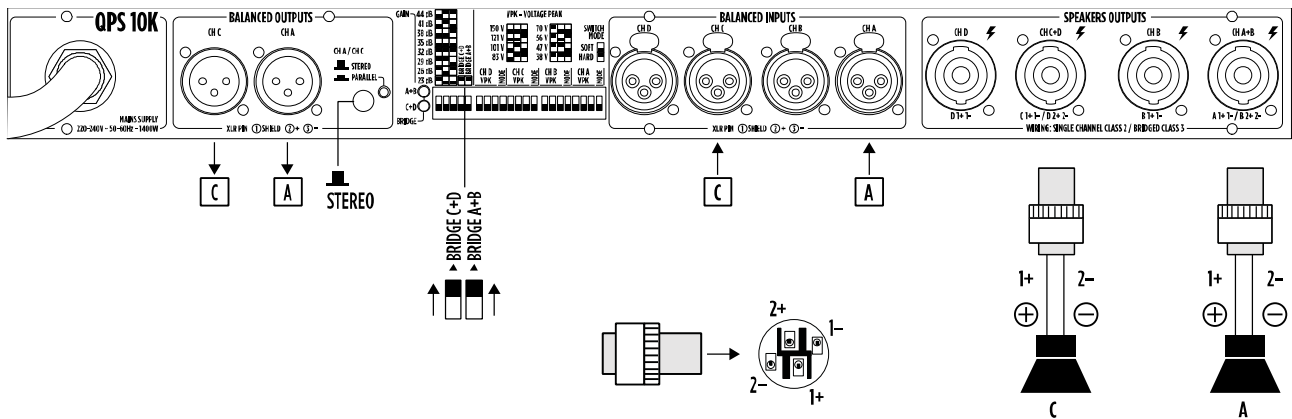 QPS 10K
MAINS SUPPLY
220-240V ~ 50-60Hz - 1400W
BALANCED OUTPUTS
CH C
CH A
CH A / CH C
STEREO
PARALLEL
XLR PIN ① SHIELD ② + ③ -
GAIN
44 dB
41 dB
38 dB
35 dB
32 dB
29 dB
26 dB
23 dB
BRIDGE C+D
BRIDGE A+B
A+B
C+D
BRIDGE
VPK - VOLTAGE PEAK
150 V
121 V
101 V
83 V
70 V
56 V
47 V
38 V
SWITCH MODE
SOFT
HARD
CH D VPK
MODE
CH C VPK
MODE
CH B VPK
MODE
CH A VPK
MODE
BALANCED INPUTS
CH D
CH C
CH B
CH A
XLR PIN ① SHIELD ② + ③ -
SPEAKERS OUTPUTS
CH D
CH C+D
CH B
CH A+B
D 1+ 1-
C 1+ 1- / D 2+ 2-
B 1+ 1-
A 1+ 1- / B 2+ 2-
WIRING: SINGLE CHANNEL CLASS 2 / BRIDGED CLASS 3
C
A
STEREO
BRIDGE C+D
BRIDGE A+B
C
A
2+
1-
2-
1+
1+
2-
+
-
C
1+
2-
+
-
A